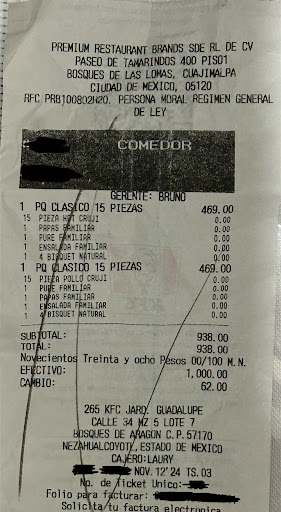 PREMIUM RESTAURANT BRANDS SDE RL DE CV
PASEO DE TAMARINDOS 400 PISO1
BOSQUES DE LAS LOMAS, CUAJIMALPA
CIUDAD DE MEXICO, 05120
RFC PRB100802H20. PERSONA MORAL REGIMEN GENERAL
DE LEY
COMEDOR
GERENTE: BRUNO
1 PQ CLASICO 15 PIEZAS 469.00
15 PIEZA HOT CRUJI 0.00
1 PAPAS FAMILIAR 0.00
1 PURE FAMILIAR 0.00
1 ENSALADA FAMILIAR 0.00
1 4 BISQUET NATURAL 0.00
1 PQ CLASICO 15 PIEZAS 469.00
15 PIEZA POLLO CRUJI 0.00
1 PURE FAMILIAR 0.00
1 PAPAS FAMILIAR 0.00
1 ENSALADA FAMILIAR 0.00
1 4 BISQUET NATURAL 0.00
SUBTOTAL: 938.00
TOTAL: 938.00
Novecientos Treinta y ocho Pesos 00/100 M.N.
EFECTIVO: 1,000.00
CAMBIO: 62.00
265 KFC JARD. GUADALUPE
CALLE 34 MZ 5 LOTE 7
BOSQUES DE ARAGON C.P.57170
NEZAHUALCOYOTL, ESTADO DE MEXICO
CAJERO:LAURY
NOV.12'24 TS.03
No. de Ticket Unico:
Folio para facturar:
Solicita tu factura electronica